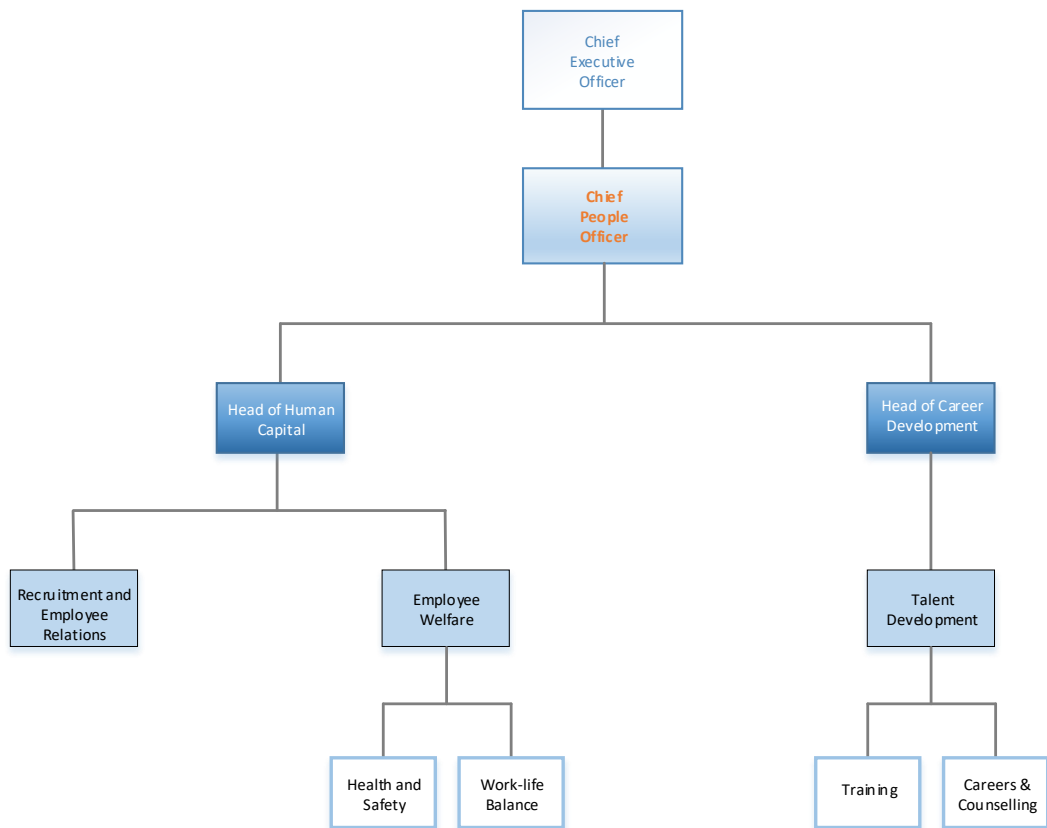 Chief
Executive
Officer
Chief
People
Officer
Head of Human
Capital
Head of Career
Development
Recruitment and
Employee
Relations
Employee
Welfare
Talent
Development
Health and
Safety
Work-life
Balance
Training
Careers &
Counselling